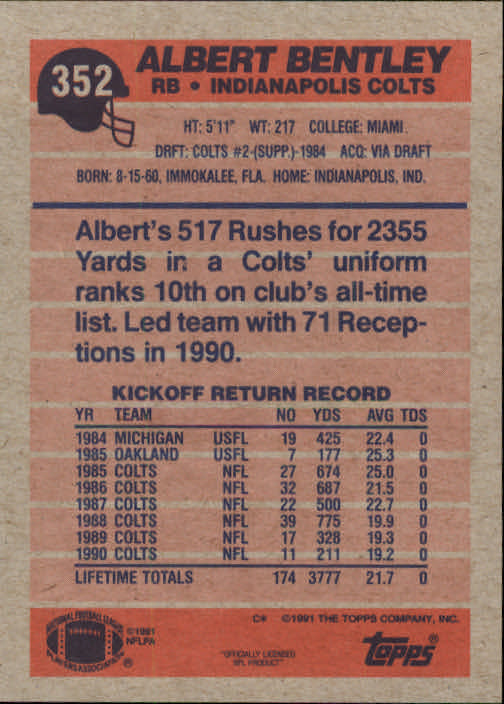 352
ALBERT BENTLEY
RB • INDIANAPOLIS COLTS
HT: 5'11" WT: 217 COLLEGE: MIAMI
DRFT: COLTS #2-(SUPP.)-1984 ACQ: VIA DRAFT
BORN: 8-15-60, IMMOKALEE, FLA. HOME: INDIANAPOLIS, IND.
Albert's 517 Rushes for 2355
Yards in a Colts' uniform
ranks 10th on club's all-time
list. Led team with 71 Recep-
tions in 1990.
KICKOFF RETURN RECORD
YR TEAM NO YDS AVG TDS
1984 MICHIGAN USFL 19 425 22.4 0
1985 OAKLAND USFL 7 177 25.3 0
1985 COLTS NFL 27 674 25.0 0
1986 COLTS NFL 32 687 21.5 0
1987 COLTS NFL 22 500 22.7 0
1988 COLTS NFL 39 775 19.9 0
1989 COLTS NFL 17 328 19.3 0
1990 COLTS NFL 11 211 19.2 0
LIFETIME TOTALS 174 3777 21.7 0
NATIONAL FOOTBALL LEAGUE
PLAYERS ASSOCIATION ®
©1991
NFLPA
C* ©1991 THE TOPPS COMPANY, INC.
"OFFICIALLY LICENSED
NFL PRODUCT"
topps®